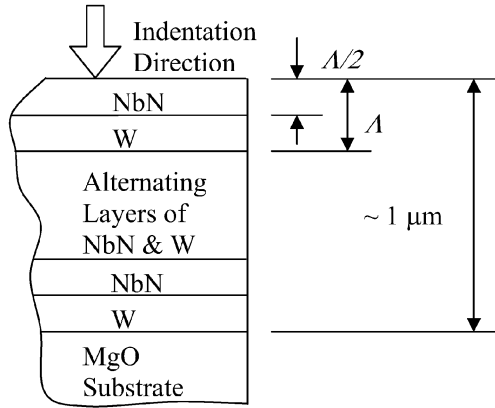 Indentation
Direction
NbN
W
Alternating
Layers of
NbN & W
NbN
W
MgO
Substrate
Λ/2
Λ
~ 1 μm